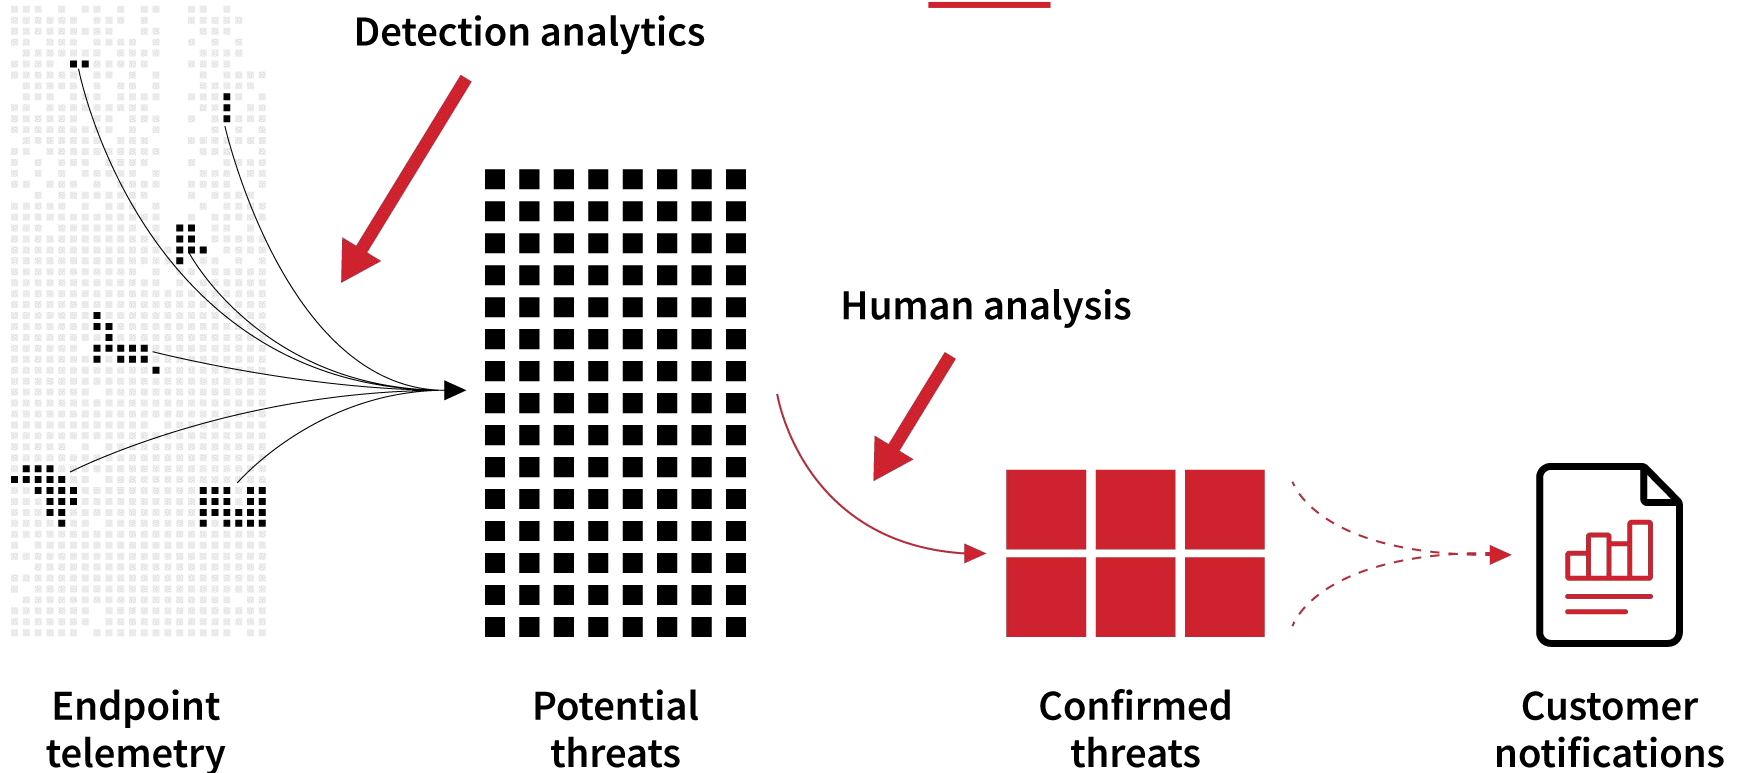 Detection analytics
Human analysis
Endpoint
telemetry
Potential
threats
Confirmed
threats
Customer
notifications